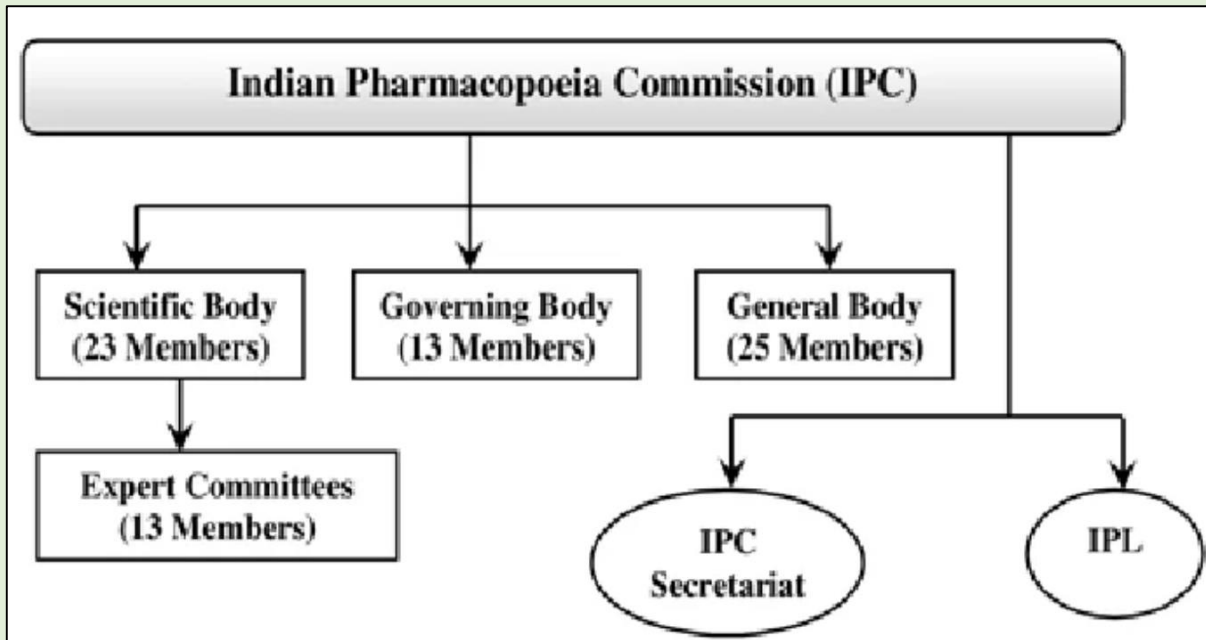 Indian Pharmacopoeia Commission (IPC)
Scientific Body
(23 Members)
Governing Body
(13 Members)
General Body
(25 Members)
Expert Committees
(13 Members)
IPC
Secretariat
IPL